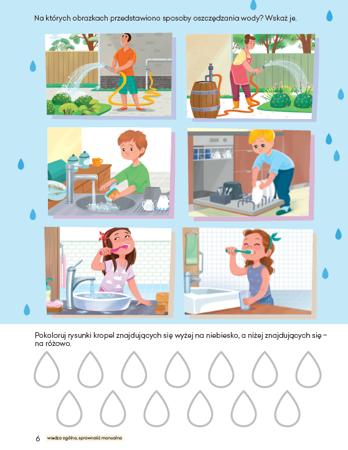 Na których obrazkach przedstawiono sposoby oszczędzania wody? Wskaż je.
Pokoloruj rysunki kropel znajdujących się wyżej na niebiesko, a niżej znajdujących się –
na różowo.
6 wiedza ogólna, sprawność manualna